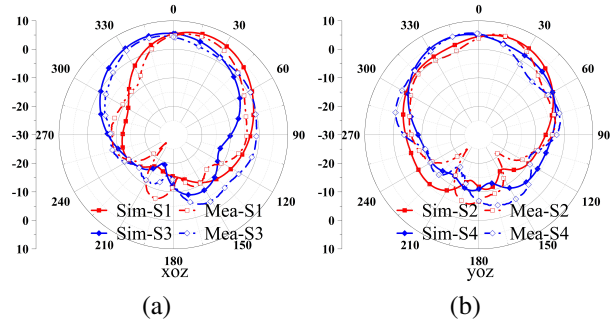 10 0 10 0
330 30 330 30
0 0
-10 300 60 -10 300 60
-20 -20
-30 270 90 -30 270 90
-20 -20
-10 240 120 -10 240 120
Sim-S1 Mea-S1 Sim-S2 Mea-S2
0 Sim-S3 Mea-S3 0 Sim-S4 Mea-S4
210 150 210 150
10 180 10 180
xoz yoz
(a) (b)